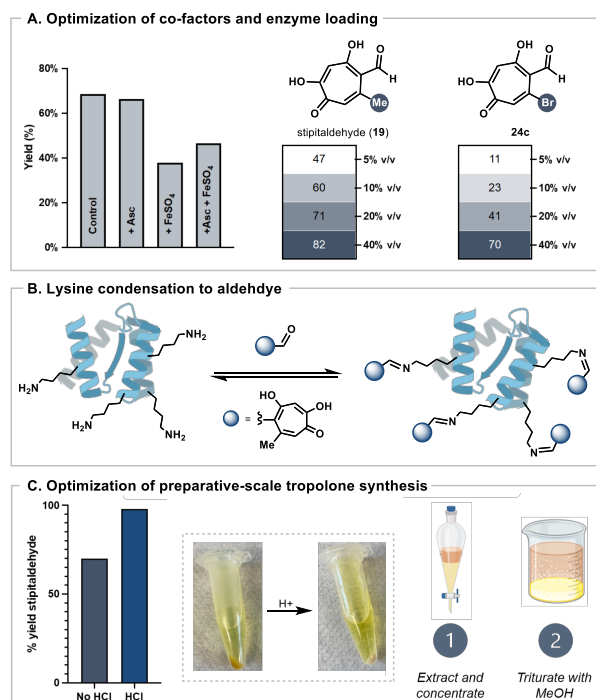 A. Optimization of co-factors and enzyme loading
80%
60%
40%
20%
0%
Yield (%)
Control
+ Asc
+ FeSO4
+Asc + FeSO4
OH
O
H
HO
O
Me
stipitaldehyde (19)
47
5% v/v
60
10% v/v
71
20% v/v
82
40% v/v
OH
O
H
HO
O
Br
24c
11
5% v/v
23
10% v/v
41
20% v/v
70
40% v/v
B. Lysine condensation to aldehdye
NH2
H2N
H2N
NH2
O
=
HO
OH
O
Me
N
N
N
N
C. Optimization of preparative-scale tropolone synthesis
100
50
0
% yield stipitaldehyde
No HCl
HCl
H+
1
Extract and
concentrate
2
Triturate with
MeOH